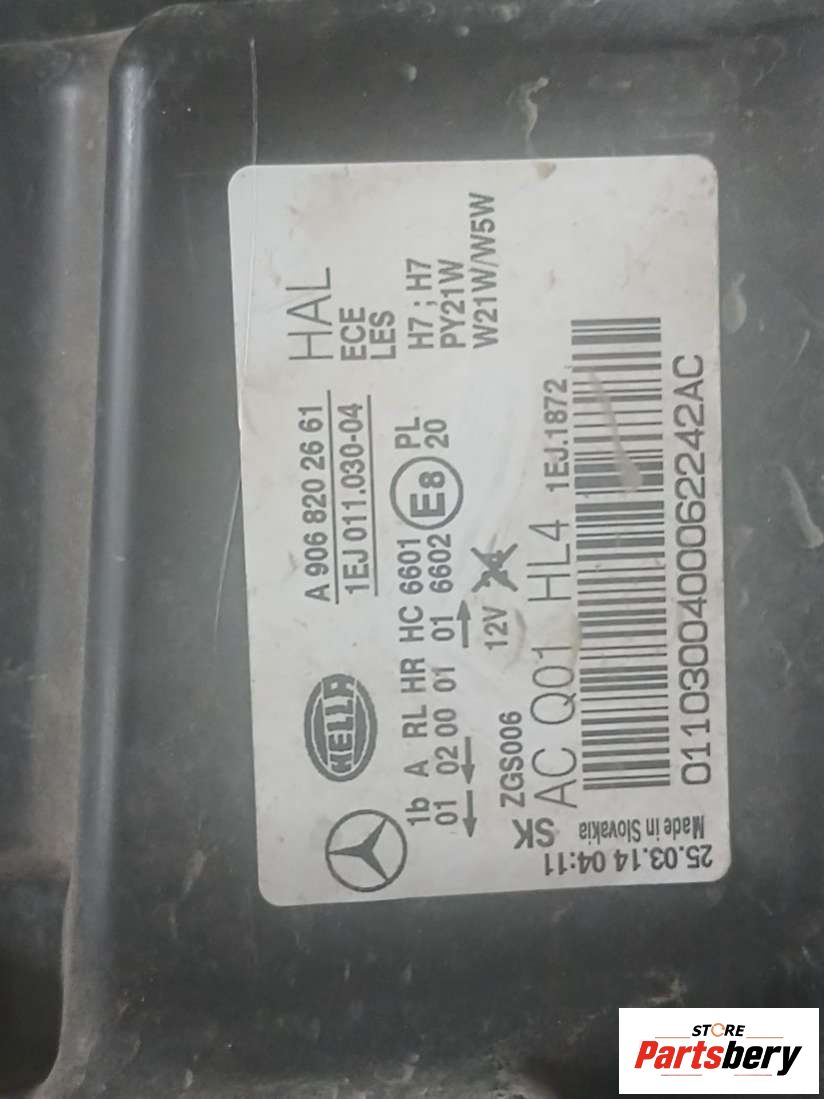 HELLA
A 906 820 26 61
1EJ 011.030-04
HAL
ECE
LES
1b A RL HR HC 6601 PL
01 02 00 01 01 6602 E8 20
H7 ; H7
PY21W
W21W/W5W
12V 24
SK ZGS006
AC Q01 HL4 1EJ.1872
0110300400062242AC
Made in Slovakia
25.03.14 04:11
STORE
Partsbery